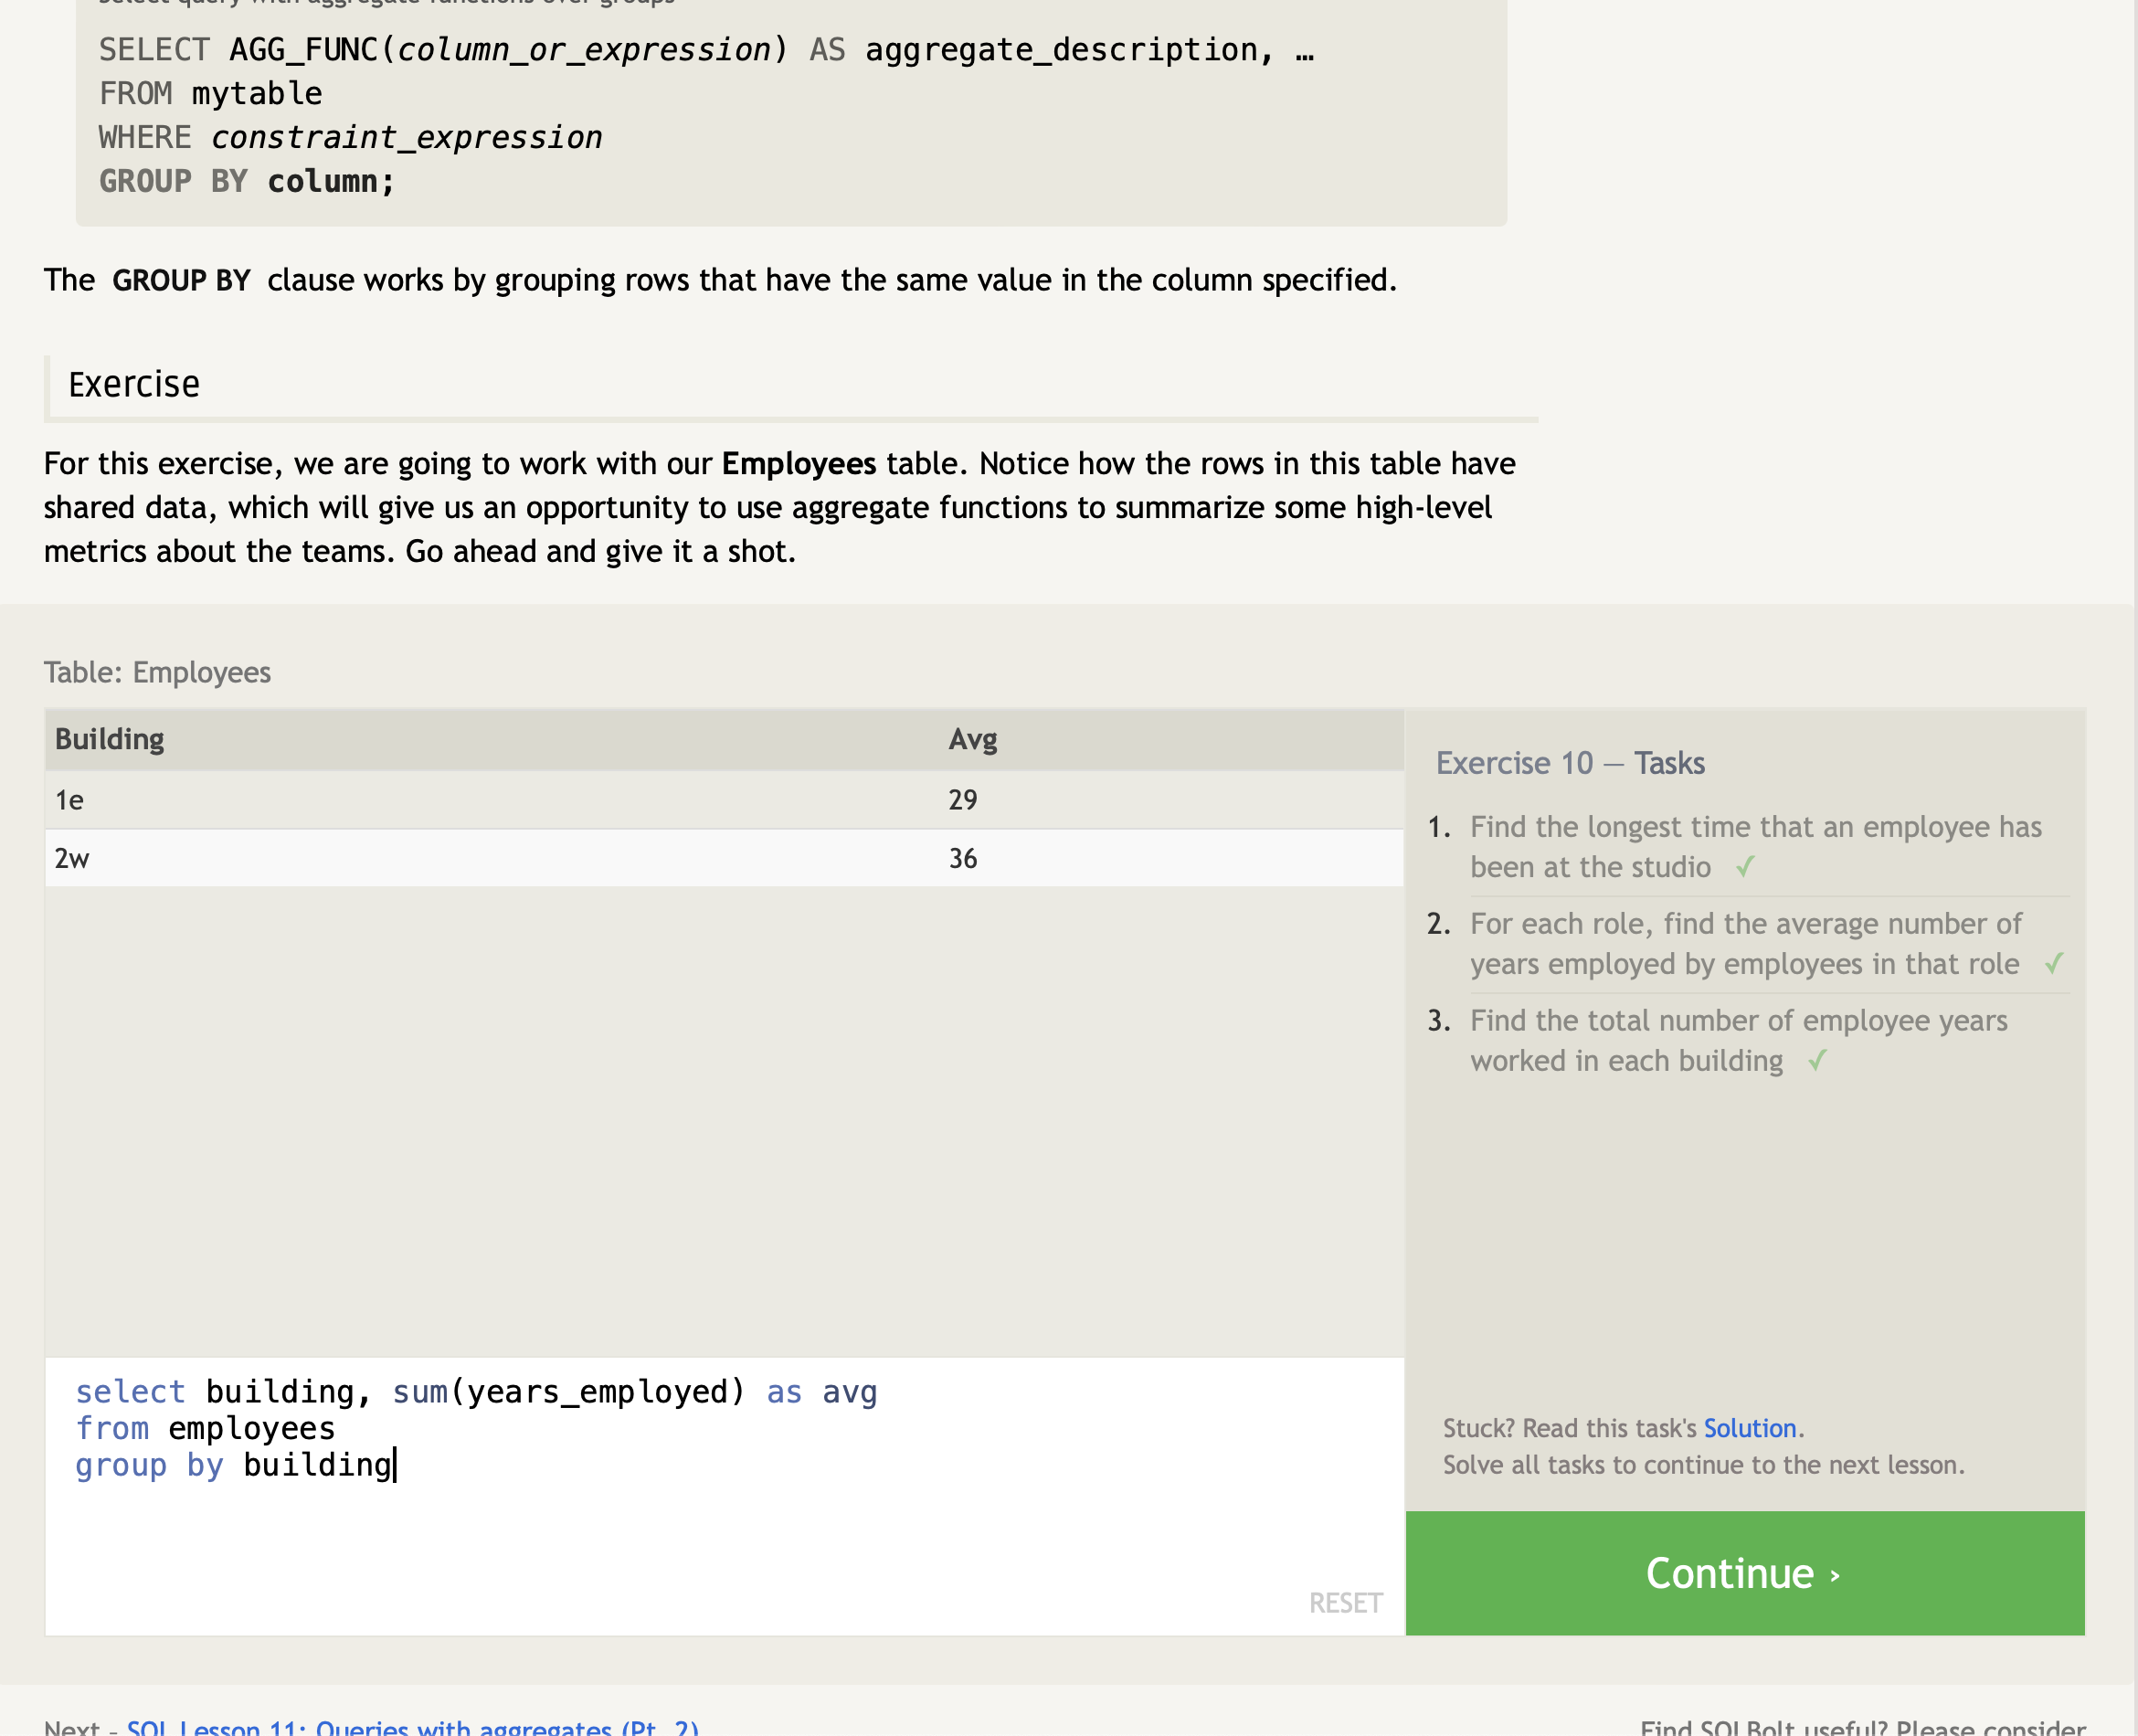 Select query with aggregate functions over groups
SELECT AGG_FUNC(column_or_expression) AS aggregate_description, …
FROM mytable
WHERE constraint_expression
GROUP BY column;
The GROUP BY clause works by grouping rows that have the same value in the column specified.
Exercise
For this exercise, we are going to work with our Employees table. Notice how the rows in this table have
shared data, which will give us an opportunity to use aggregate functions to summarize some high-level
metrics about the teams. Go ahead and give it a shot.
Table: Employees
Building Avg
1e 29
2w 36
select building, sum(years_employed) as avg
from employees
group by building
RESET
Exercise 10 — Tasks
1. Find the longest time that an employee has
been at the studio ✓
2. For each role, find the average number of
years employed by employees in that role ✓
3. Find the total number of employee years
worked in each building ✓
Stuck? Read this task's Solution.
Solve all tasks to continue to the next lesson.
Continue ›
Next – SQL Lesson 11: Queries with aggregates (Pt. 2)
Find SQLBolt useful? Please consider